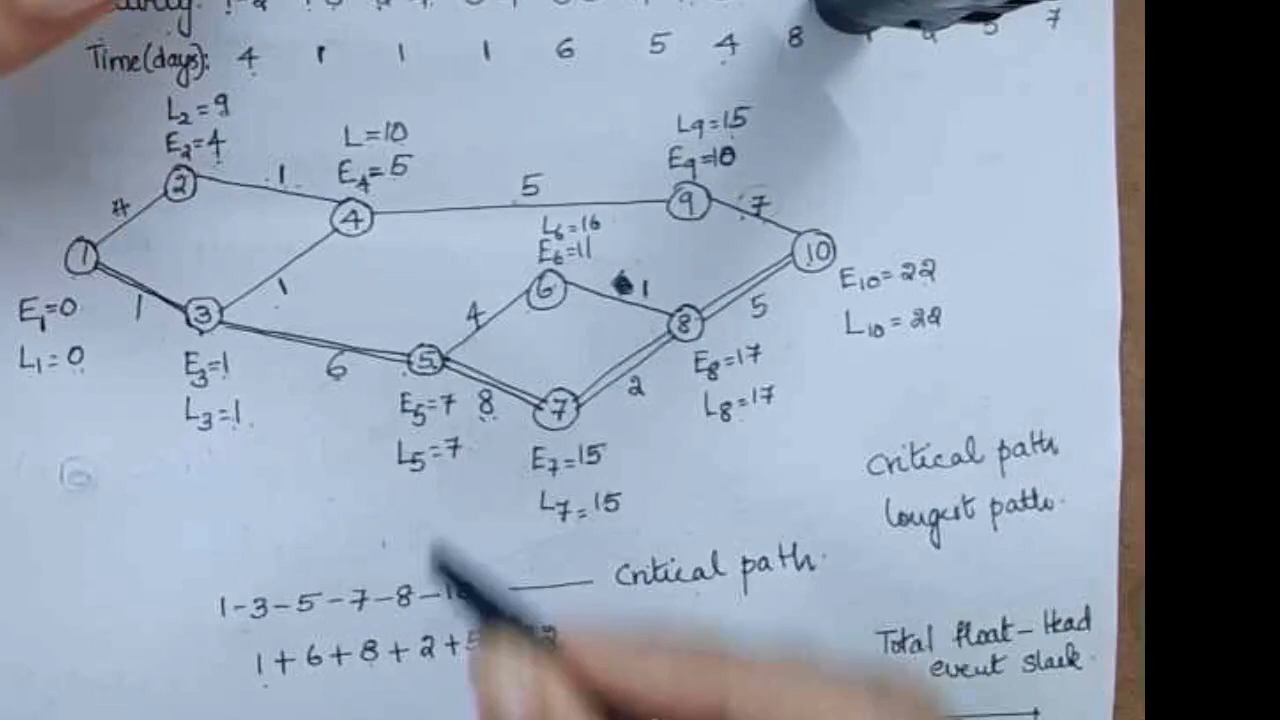 Time(days): 4 1 1 1 6 5 4 8 5 7
L₂=9
E₂=4
L=10
E₄=5
L9=15
E9=10
2 1 4 5 9 7
4
L₆=16
E₆=11
1 10
6 1
E₁₀=22
L₁₀=22
1 3 1 4 8 5
E₁=0
L₁=0
E₃=1
L₃=1
6 5
E₅=7 8
L₅=7
7 2
E₈=17
L₈=17
E₇=15
L₇=15
Critical path
longest path.
1-3-5-7-8-10 Critical path.
1+6+8+2+5
Total float-Head
event slack.